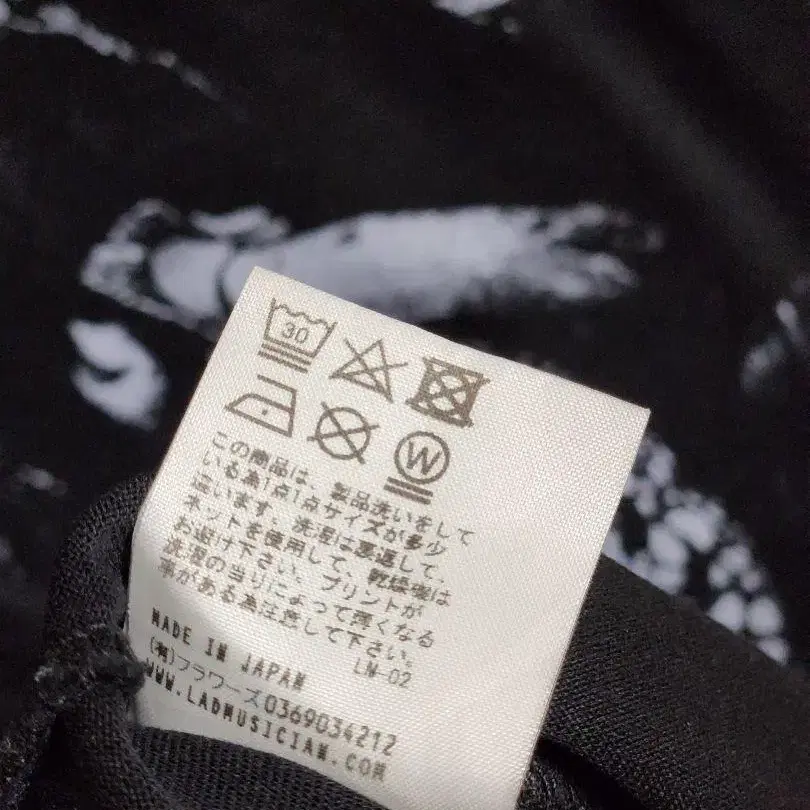 30
W
この商品は、製品洗いをして
いる為1点1点サイズが多少
違います。洗濯は裏返して、
ネットを使用して、乾燥機は
お避け下さい。プリントが
洗濯の当りによって薄くなる
事がある為注意して下さい。
LM-02
MADE IN JAPAN
(有)フラワーズ0369034212
WWW.LADMUSICIAN.COM